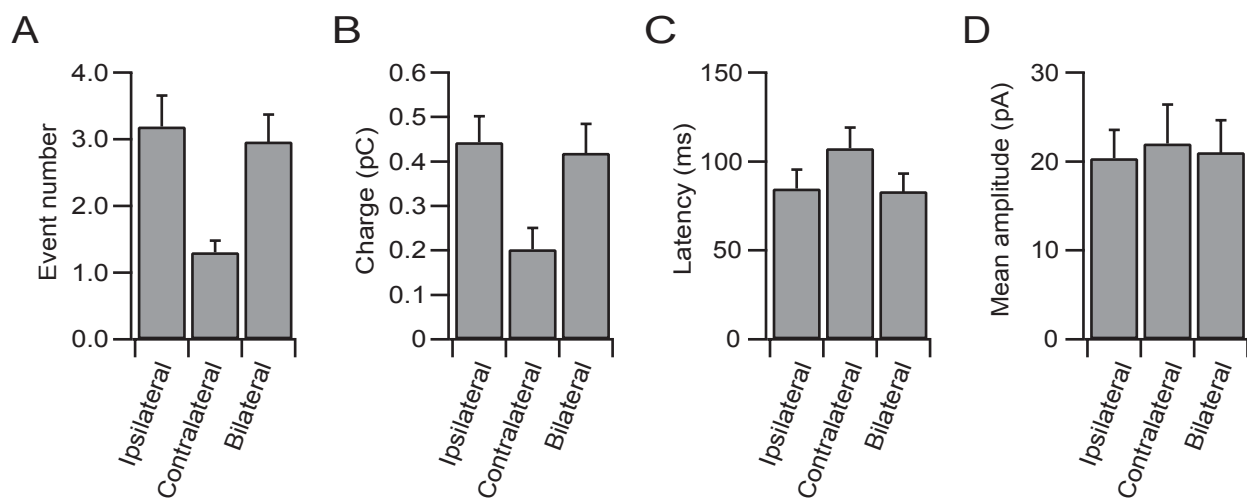 A
Event number
4.0
3.0
2.0
1.0
0.0
Ipsilateral
Contralateral
Bilateral
B
Charge (pC)
0.6
0.5
0.4
0.3
0.2
0.1
0
Ipsilateral
Contralateral
Bilateral
C
Latency (ms)
150
100
50
0
Ipsilateral
Contralateral
Bilateral
D
Mean amplitude (pA)
30
20
10
0
Ipsilateral
Contralateral
Bilateral